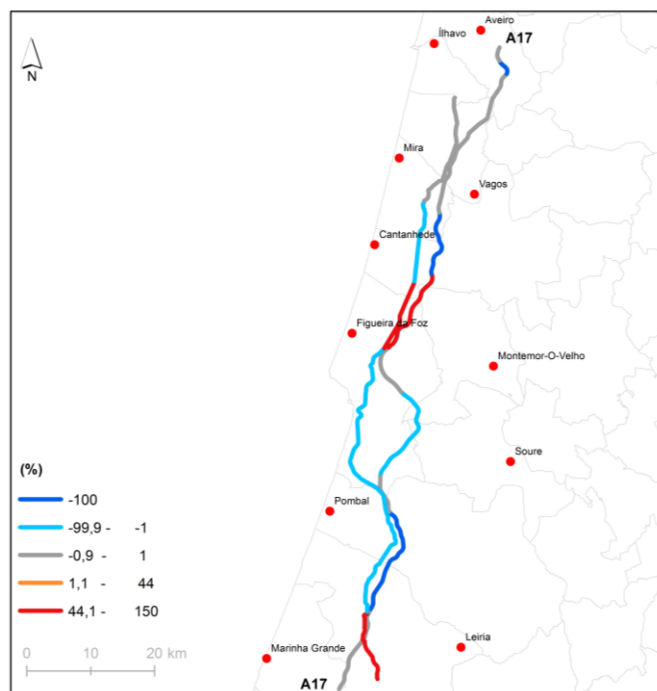 Aveiro
Ílhavo
A17
N
Mira
Vagos
Cantanhede
Figueira da Foz
Montemor-O-Velho
Soure
(%)
-100
-99,9 - -1
-0,9 - 1
1,1 - 44
44,1 - 150
Pombal
0 10 20 km
Marinha Grande
Leiria
A17